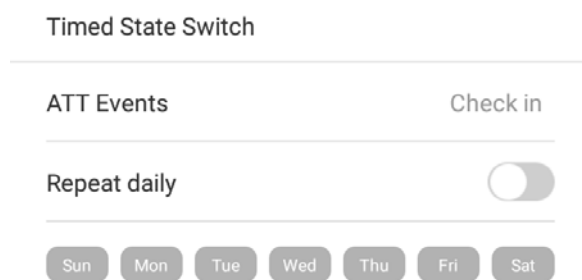 Timed State Switch
ATT Events Check in
Repeat daily
Sun Mon Tue Wed Thu Fri Sat